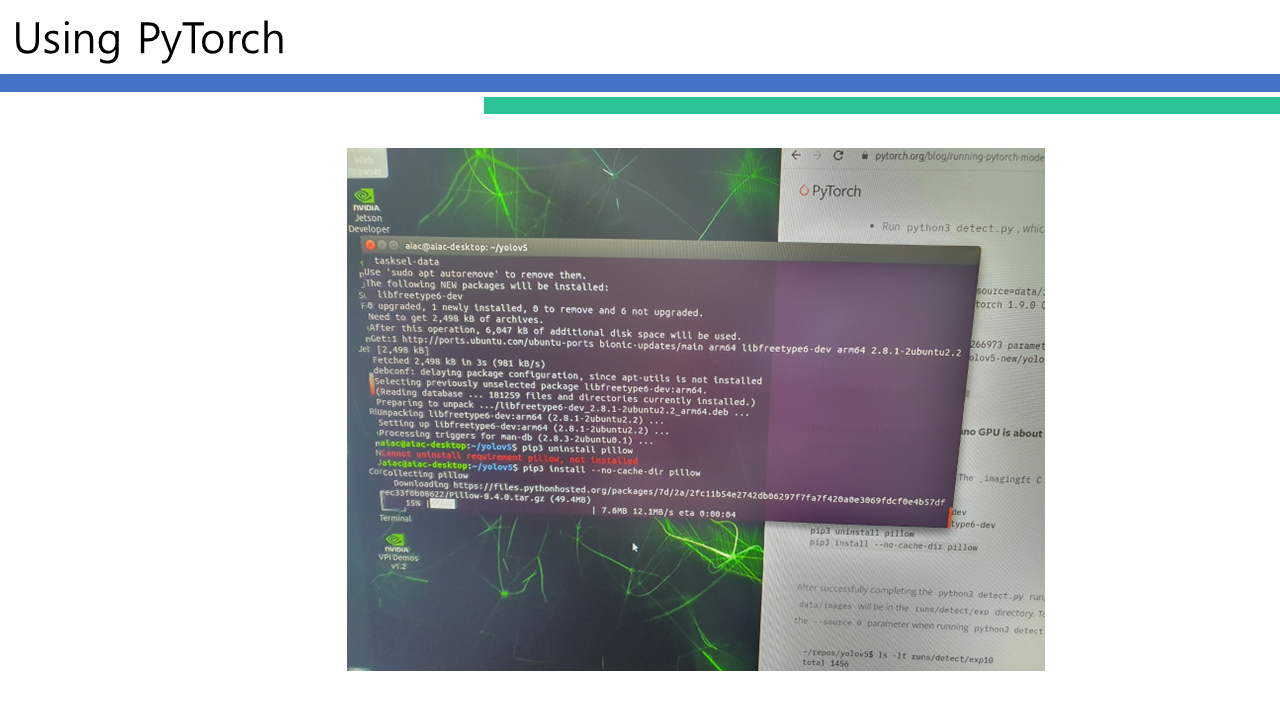 Using PyTorch
Web
Browser
NVIDIA
Jetson
Developer
aiac@aiac-desktop: ~/yolov5
tasksel-data
Use 'sudo apt autoremove' to remove them.
The following NEW packages will be installed:
libfreetype6-dev
0 upgraded, 1 newly installed, 0 to remove and 6 not upgraded.
Need to get 2,498 kB of archives.
After this operation, 6,047 kB of additional disk space will be used.
Get:1 http://ports.ubuntu.com/ubuntu-ports bionic-updates/main arm64 libfreetype6-dev arm64 2.8.1-2ubuntu2.2
[2,498 kB]
Fetched 2,498 kB in 3s (981 kB/s)
debconf: delaying package configuration, since apt-utils is not installed
Selecting previously unselected package libfreetype6-dev:arm64.
(Reading database ... 181259 files and directories currently installed.)
Preparing to unpack .../libfreetype6-dev_2.8.1-2ubuntu2.2_arm64.deb ...
Unpacking libfreetype6-dev:arm64 (2.8.1-2ubuntu2.2) ...
Setting up libfreetype6-dev:arm64 (2.8.1-2ubuntu2.2) ...
Processing triggers for man-db (2.8.3-2ubuntu0.1) ...
aiac@aiac-desktop:~/yolov5$ pip3 uninstall pillow
Cannot uninstall requirement pillow, not installed
aiac@aiac-desktop:~/yolov5$ pip3 install --no-cache-dir pillow
Collecting pillow
Downloading https://files.pythonhosted.org/packages/7d/2a/2fc11b54e2742db06297f7fa7f420a0e3069fdcf0e4b57df
ec33f0b08622/Pillow-8.4.0.tar.gz (49.4MB)
15% | | 7.6MB 12.1MB/s eta 0:00:04
Terminal
NVIDIA
VPI Demos
v1.2
pytorch.org/blog/running-pytorch-mode
PyTorch
• Run python3 detect.py, whic
source=data/
torch 1.9.0
266973 paramet
olov5-new/yolo
no GPU is about
The _imagingft C
dev
type6-dev
pip3 uninstall pillow
pip3 install --no-cache-dir pillow
After successfully completing the python2 detect.py run,
data/images will be in the runs/detect/exp directory. T
the --source 0 parameter when running python3 detect
~/repos/yolov5$ ls -lt runs/detect/exp10
total 1456